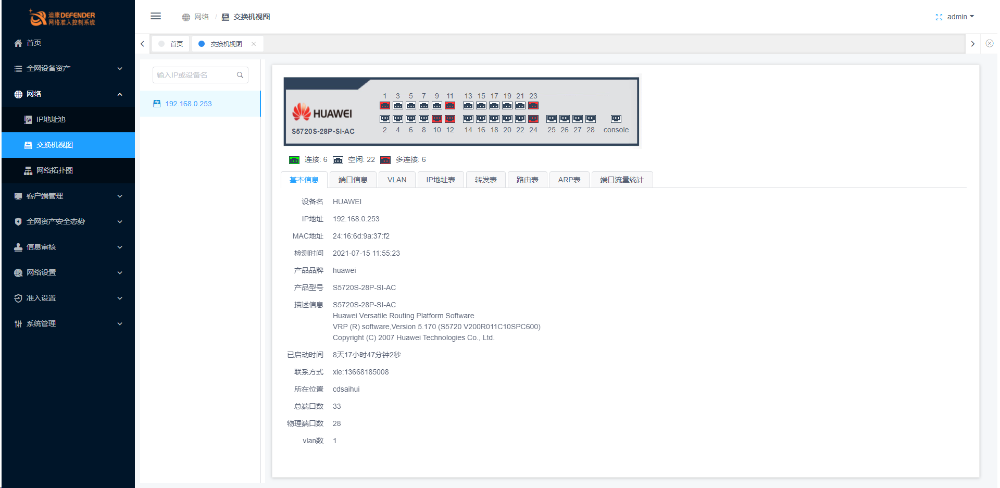 迪康DEFENDER
网络准入控制系统
首页
全网设备资产
网络
IP地址池
交换机视图
网络拓扑图
客户端管理
全网资产安全态势
信息审核
网络设置
准入设置
系统管理
网络 / 交换机视图
admin
首页
交换机视图
输入IP或设备名
192.168.0.253
HUAWEI
S5720S-28P-SI-AC
1 3 5 7 9 11 13 15 17 19 21 23
2 4 6 8 10 12 14 16 18 20 22 24 25 26 27 28 console
连接: 6 空闲: 22 多连接: 6
基本信息 端口信息 VLAN IP地址表 转发表 路由表 ARP表 端口流量统计
设备名 HUAWEI
IP地址 192.168.0.253
MAC地址 24:16:6d:9a:37:f2
检测时间 2021-07-15 11:55:23
产品品牌 huawei
产品型号 S5720S-28P-SI-AC
描述信息 S5720S-28P-SI-AC
Huawei Versatile Routing Platform Software
VRP (R) software,Version 5.170 (S5720 V200R011C10SPC600)
Copyright (C) 2007 Huawei Technologies Co., Ltd.
已启动时间 8天17小时47分钟2秒
联系方式 xie:13668185008
所在位置 cdsaihui
总端口数 33
物理端口数 28
vlan数 1